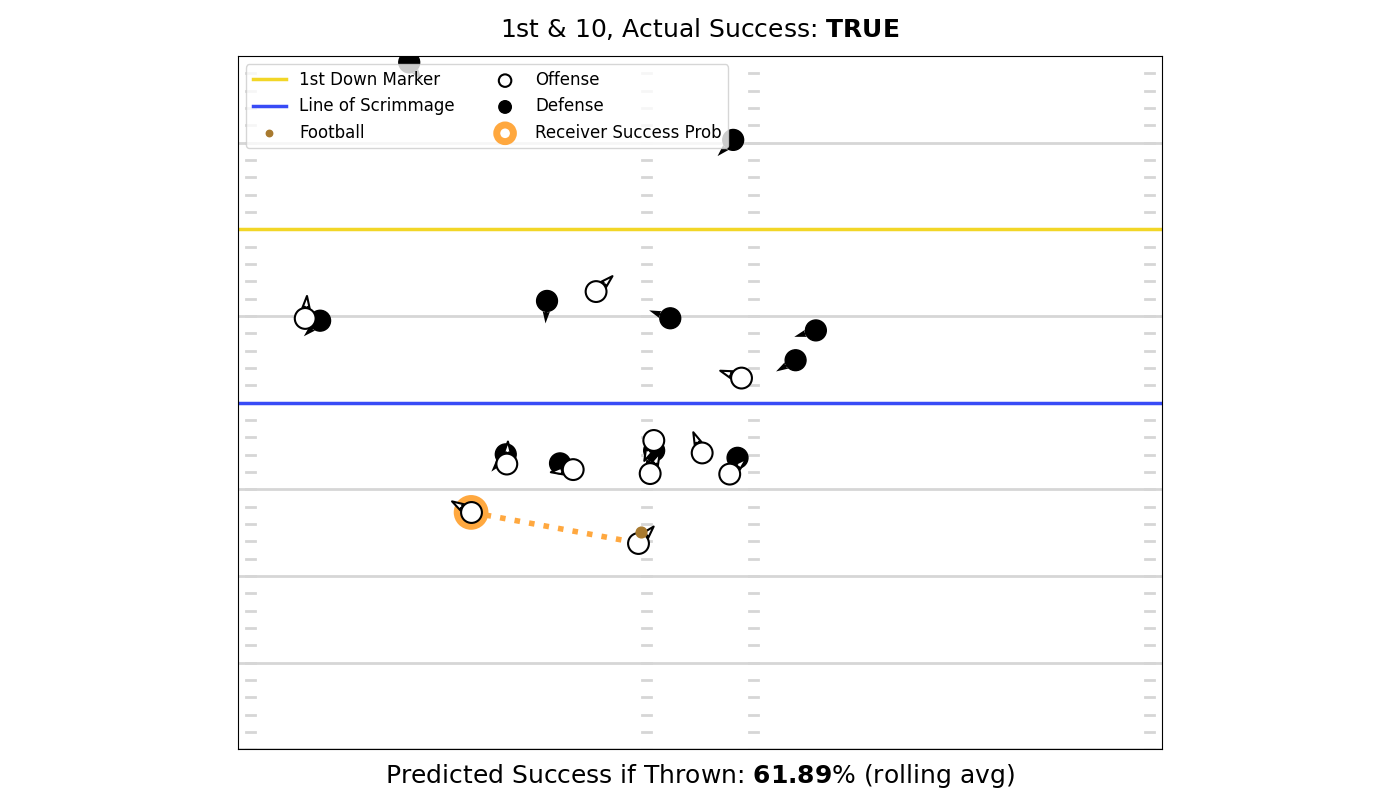 1st & 10, Actual Success: TRUE
1st Down Marker
Line of Scrimmage
Football
Offense
Defense
Receiver Success Prob
Predicted Success if Thrown: 61.89% (rolling avg)